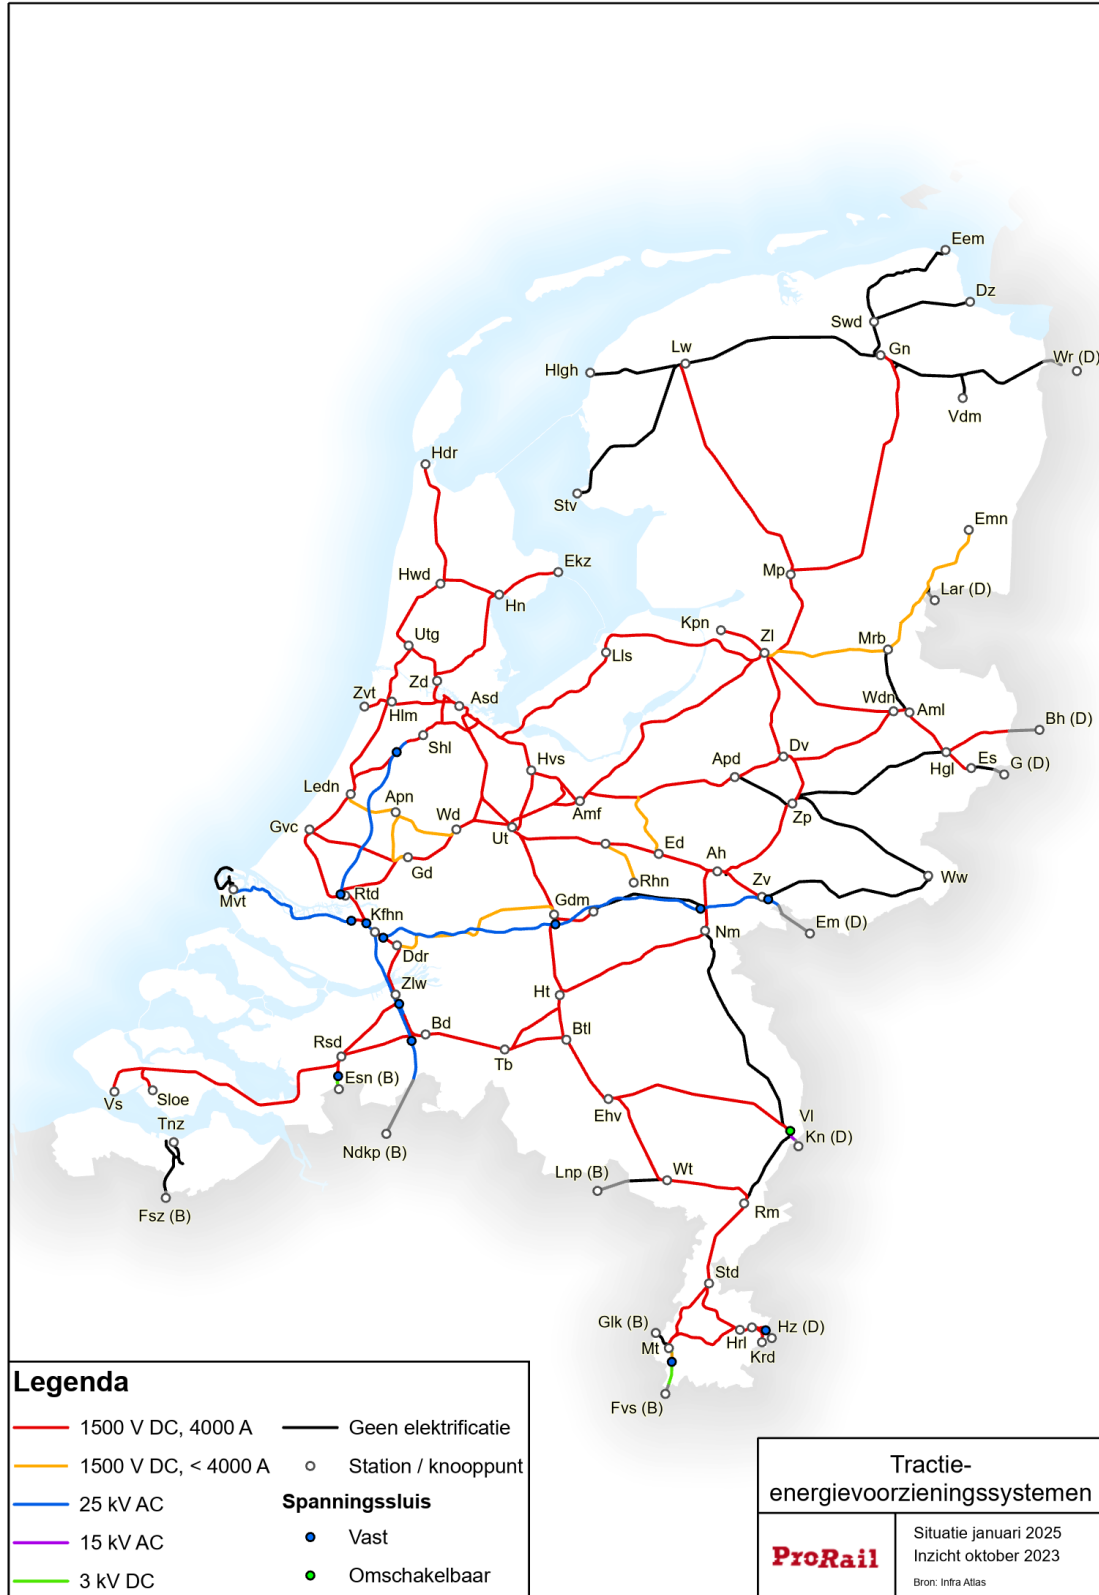 Eem
Dz
Swd
Gn
Wr (D)
Lw
Hlgh
Vdm
Hdr
Stv
Emn
Ekz
Hwd
Mp
Hn
Lar (D)
Kpn
Utg
Zl
Mrb
Lls
Zd
Zvt
Asd
Hlm
Wdn
Aml
Bh (D)
Shl
Dv
Hvs
Apd
Hgl
Es
G (D)
Ledn
Apn
Wd
Amf
Zp
Gvc
Ut
Ed
Ah
Gd
Rhn
Zv
Ww
Mvt
Rtd
Kfhn
Gdm
Em (D)
Nm
Ddr
Zlw
Ht
Bd
Btl
Rsd
Tb
Esn (B)
Vs
Sloe
Ehv
Vl
Tnz
Kn (D)
Ndkp (B)
Wt
Lnp (B)
Fsz (B)
Rm
Std
Glk (B)
Hz (D)
Mt
Hrl
Krd
Fvs (B)
Legenda
1500 V DC, 4000 A
1500 V DC, < 4000 A
25 kV AC
15 kV AC
3 kV DC
Geen elektrificatie
Station / knooppunt
Spanningssluis
Vast
Omschakelbaar
Tractie-
energievoorzieningssystemen
ProRail
Situatie januari 2025
Inzicht oktober 2023
Bron: Infra Atlas